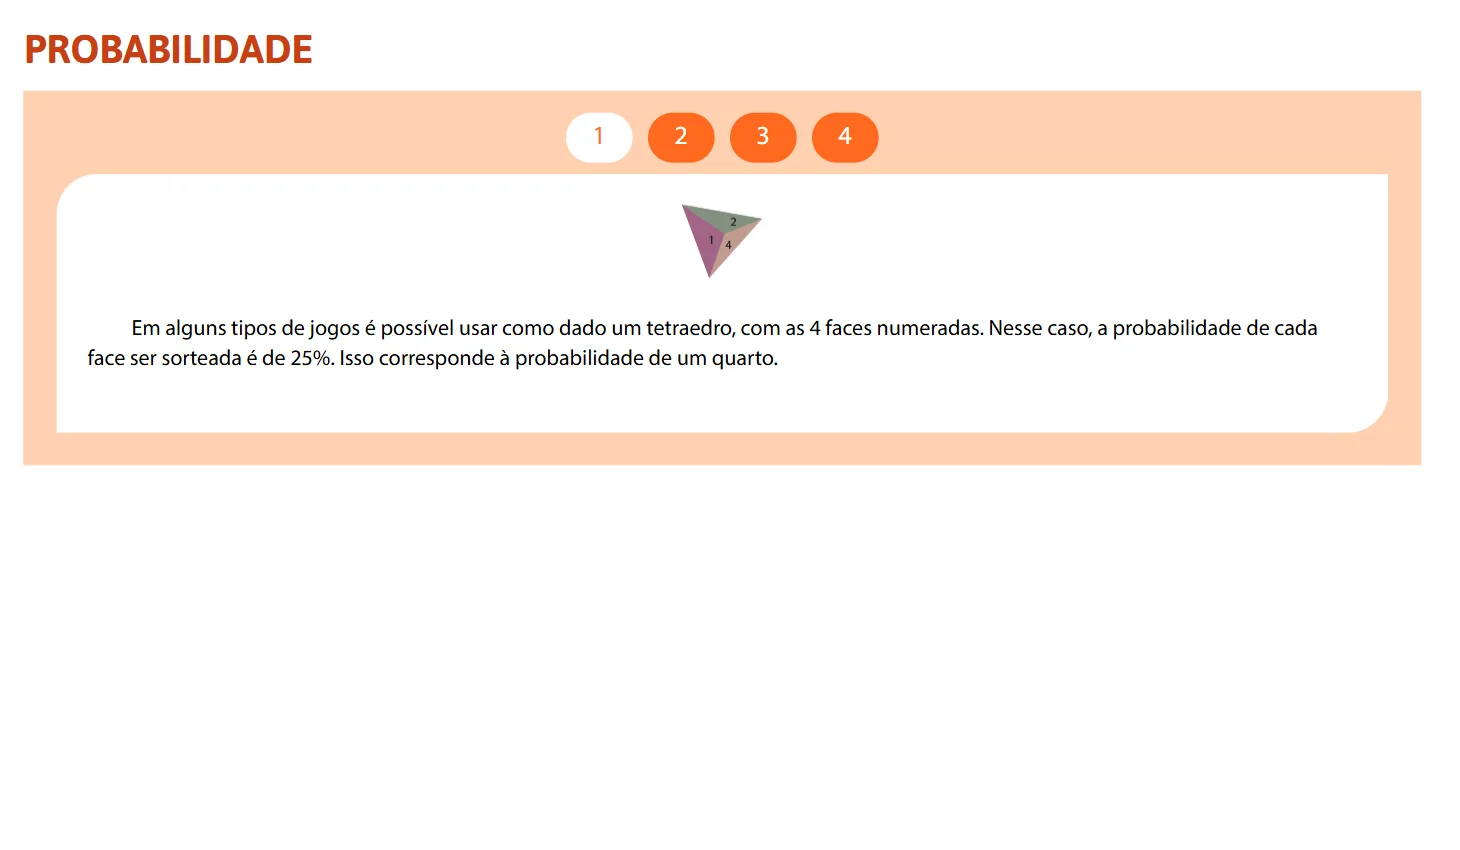 PROBABILIDADE
1 2 3 4
2
1
4
Em alguns tipos de jogos é possível usar como dado um tetraedro, com as 4 faces numeradas. Nesse caso, a probabilidade de cada
face ser sorteada é de 25%. Isso corresponde à probabilidade de um quarto.